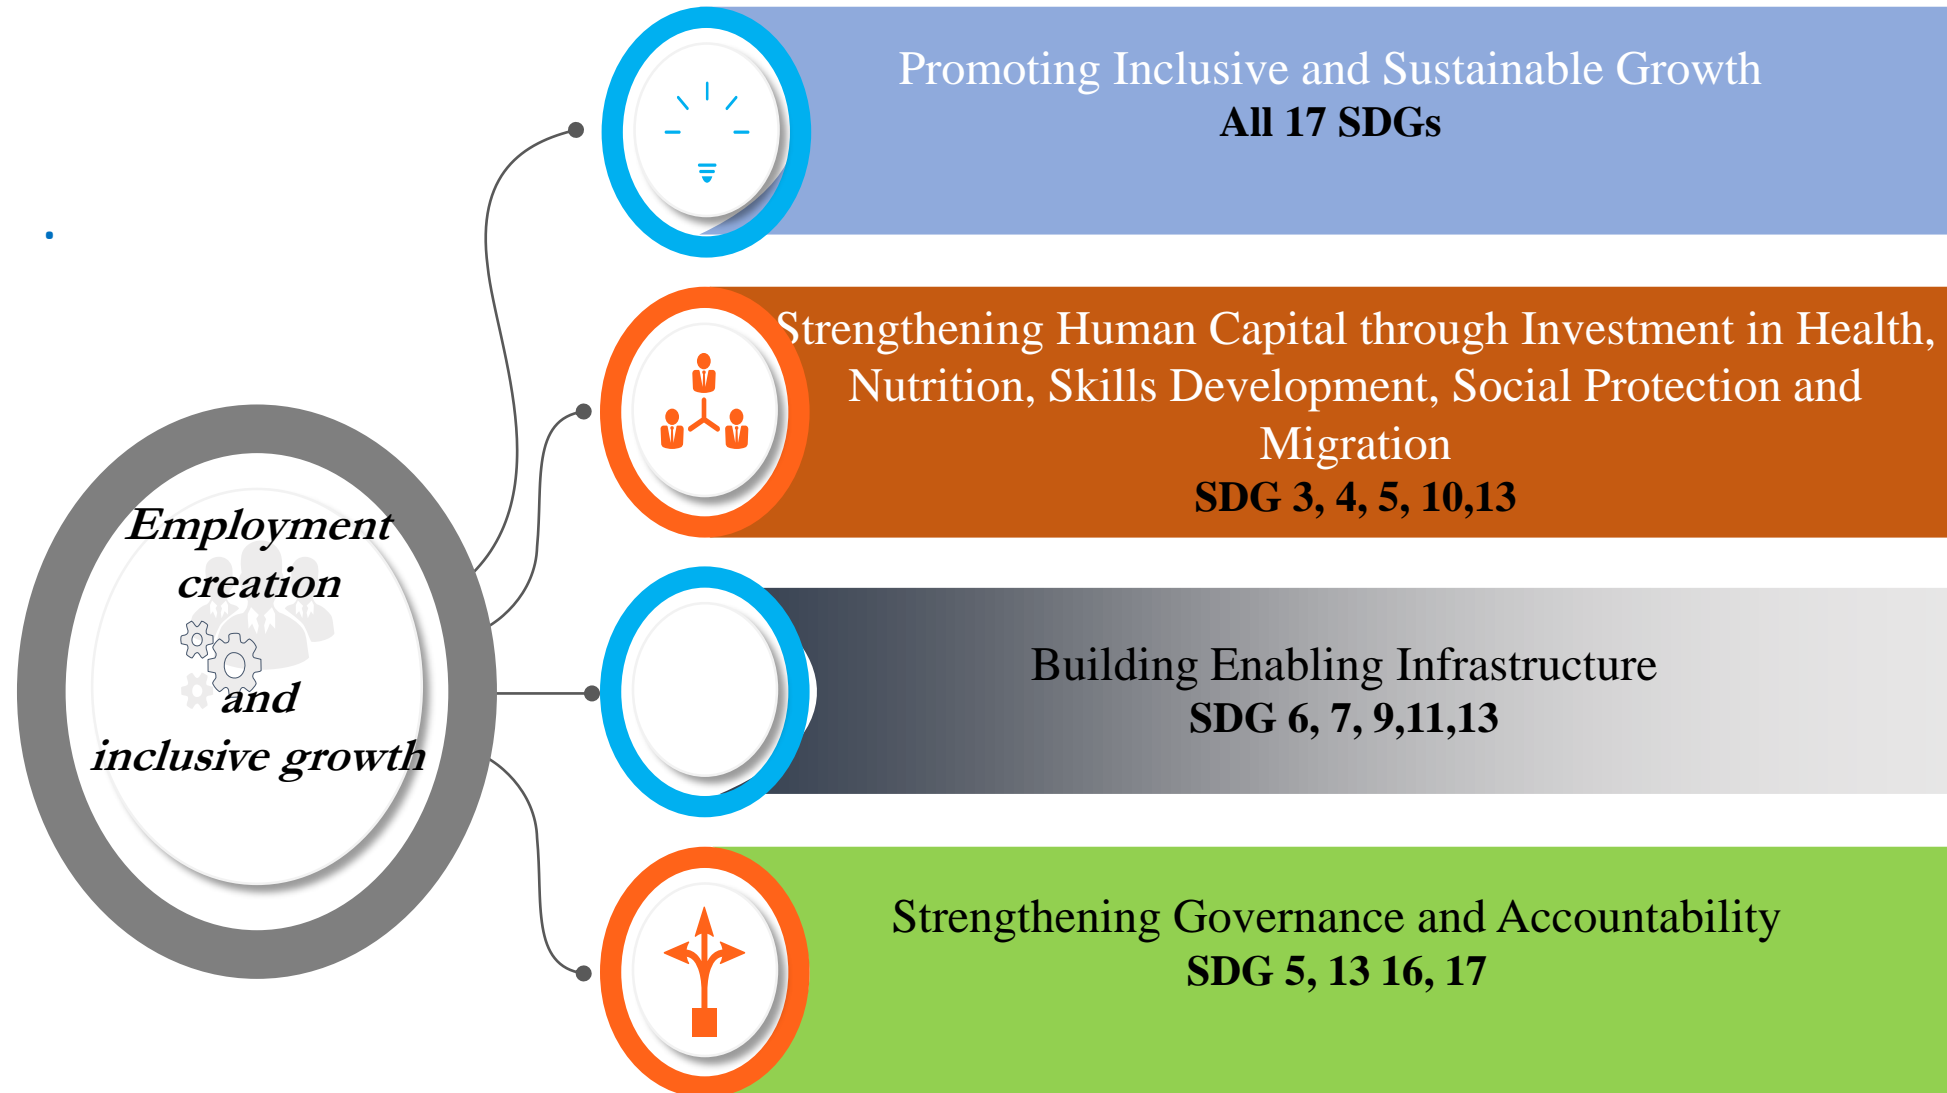 Promoting Inclusive and Sustainable Growth
All 17 SDGs
.
Strengthening Human Capital through Investment in Health,
Nutrition, Skills Development, Social Protection and
Migration
SDG 3, 4, 5, 10,13
Employment
creation
and
inclusive growth
Building Enabling Infrastructure
SDG 6, 7, 9,11,13
Strengthening Governance and Accountability
SDG 5, 13 16, 17